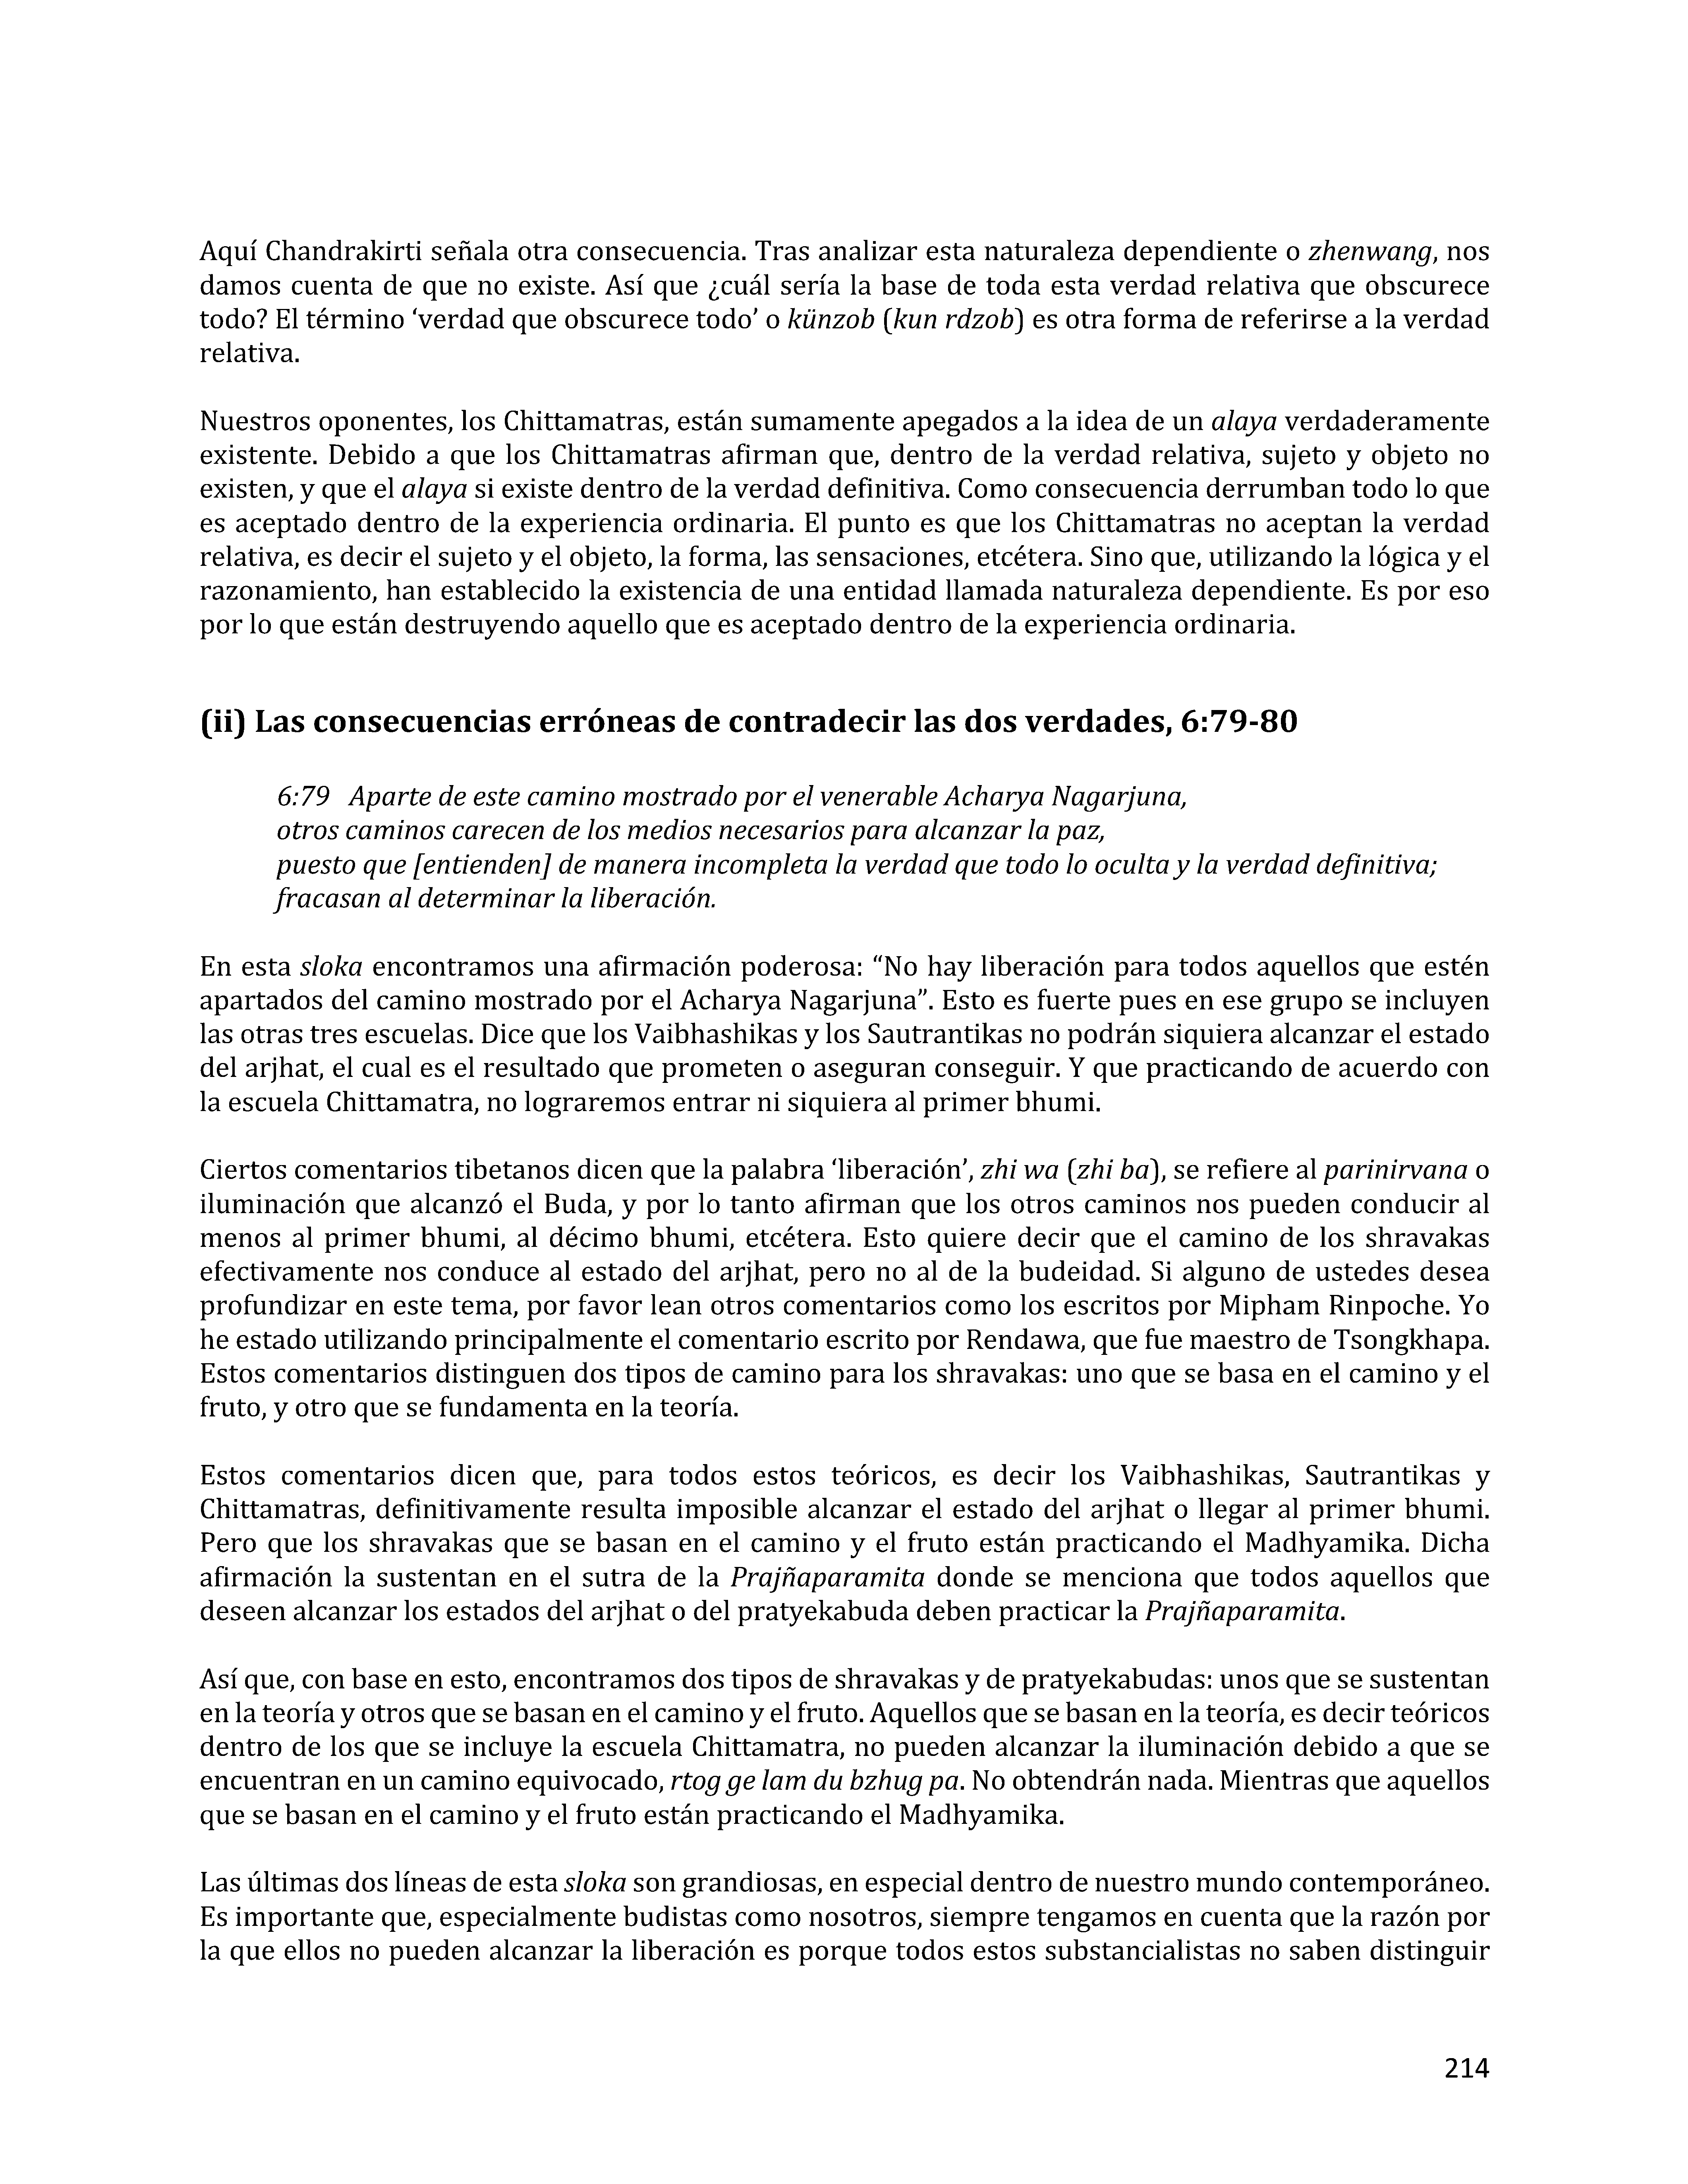 Aquí Chandrakirti señala otra consecuencia. Tras analizar esta naturaleza dependiente o zhenwang, nos
damos cuenta de que no existe. Así que ¿cuál sería la base de toda esta verdad relativa que obscurece
todo? El término ‘verdad que obscurece todo’ o künzob (kun rdzob) es otra forma de referirse a la verdad
relativa.
Nuestros oponentes, los Chittamatras, están sumamente apegados a la idea de un alaya verdaderamente
existente. Debido a que los Chittamatras afirman que, dentro de la verdad relativa, sujeto y objeto no
existen, y que el alaya si existe dentro de la verdad definitiva. Como consecuencia derrumban todo lo que
es aceptado dentro de la experiencia ordinaria. El punto es que los Chittamatras no aceptan la verdad
relativa, es decir el sujeto y el objeto, la forma, las sensaciones, etcétera. Sino que, utilizando la lógica y el
razonamiento, han establecido la existencia de una entidad llamada naturaleza dependiente. Es por eso
por lo que están destruyendo aquello que es aceptado dentro de la experiencia ordinaria.
(ii) Las consecuencias erróneas de contradecir las dos verdades, 6:79-80
6:79 Aparte de este camino mostrado por el venerable Acharya Nagarjuna,
otros caminos carecen de los medios necesarios para alcanzar la paz,
puesto que [entienden] de manera incompleta la verdad que todo lo oculta y la verdad definitiva;
fracasan al determinar la liberación.
En esta sloka encontramos una afirmación poderosa: “No hay liberación para todos aquellos que estén
apartados del camino mostrado por el Acharya Nagarjuna”. Esto es fuerte pues en ese grupo se incluyen
las otras tres escuelas. Dice que los Vaibhashikas y los Sautrantikas no podrán siquiera alcanzar el estado
del arjhat, el cual es el resultado que prometen o aseguran conseguir. Y que practicando de acuerdo con
la escuela Chittamatra, no lograremos entrar ni siquiera al primer bhumi.
Ciertos comentarios tibetanos dicen que la palabra ‘liberación’, zhi wa (zhi ba), se refiere al parinirvana o
iluminación que alcanzó el Buda, y por lo tanto afirman que los otros caminos nos pueden conducir al
menos al primer bhumi, al décimo bhumi, etcétera. Esto quiere decir que el camino de los shravakas
efectivamente nos conduce al estado del arjhat, pero no al de la budeidad. Si alguno de ustedes desea
profundizar en este tema, por favor lean otros comentarios como los escritos por Mipham Rinpoche. Yo
he estado utilizando principalmente el comentario escrito por Rendawa, que fue maestro de Tsongkhapa.
Estos comentarios distinguen dos tipos de camino para los shravakas: uno que se basa en el camino y el
fruto, y otro que se fundamenta en la teoría.
Estos comentarios dicen que, para todos estos teóricos, es decir los Vaibhashikas, Sautrantikas y
Chittamatras, definitivamente resulta imposible alcanzar el estado del arjhat o llegar al primer bhumi.
Pero que los shravakas que se basan en el camino y el fruto están practicando el Madhyamika. Dicha
afirmación la sustentan en el sutra de la Prajñaparamita donde se menciona que todos aquellos que
deseen alcanzar los estados del arjhat o del pratyekabuda deben practicar la Prajñaparamita.
Así que, con base en esto, encontramos dos tipos de shravakas y de pratyekabudas: unos que se sustentan
en la teoría y otros que se basan en el camino y el fruto. Aquellos que se basan en la teoría, es decir teóricos
dentro de los que se incluye la escuela Chittamatra, no pueden alcanzar la iluminación debido a que se
encuentran en un camino equivocado, rtog ge lam du bzhug pa. No obtendrán nada. Mientras que aquellos
que se basan en el camino y el fruto están practicando el Madhyamika.
Las últimas dos líneas de esta sloka son grandiosas, en especial dentro de nuestro mundo contemporáneo.
Es importante que, especialmente budistas como nosotros, siempre tengamos en cuenta que la razón por
la que ellos no pueden alcanzar la liberación es porque todos estos substancialistas no saben distinguir
214